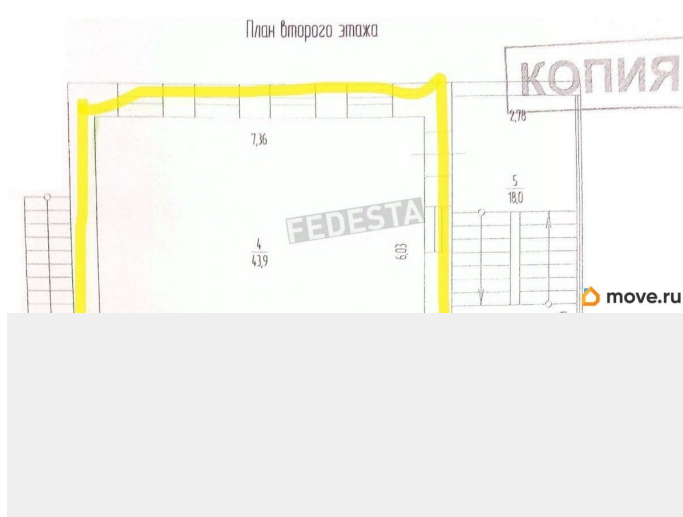 План второго этажа
КОПИЯ
2,78
7,36
5
18,0
FEDESTA
4
43,9
6,03
move.ru